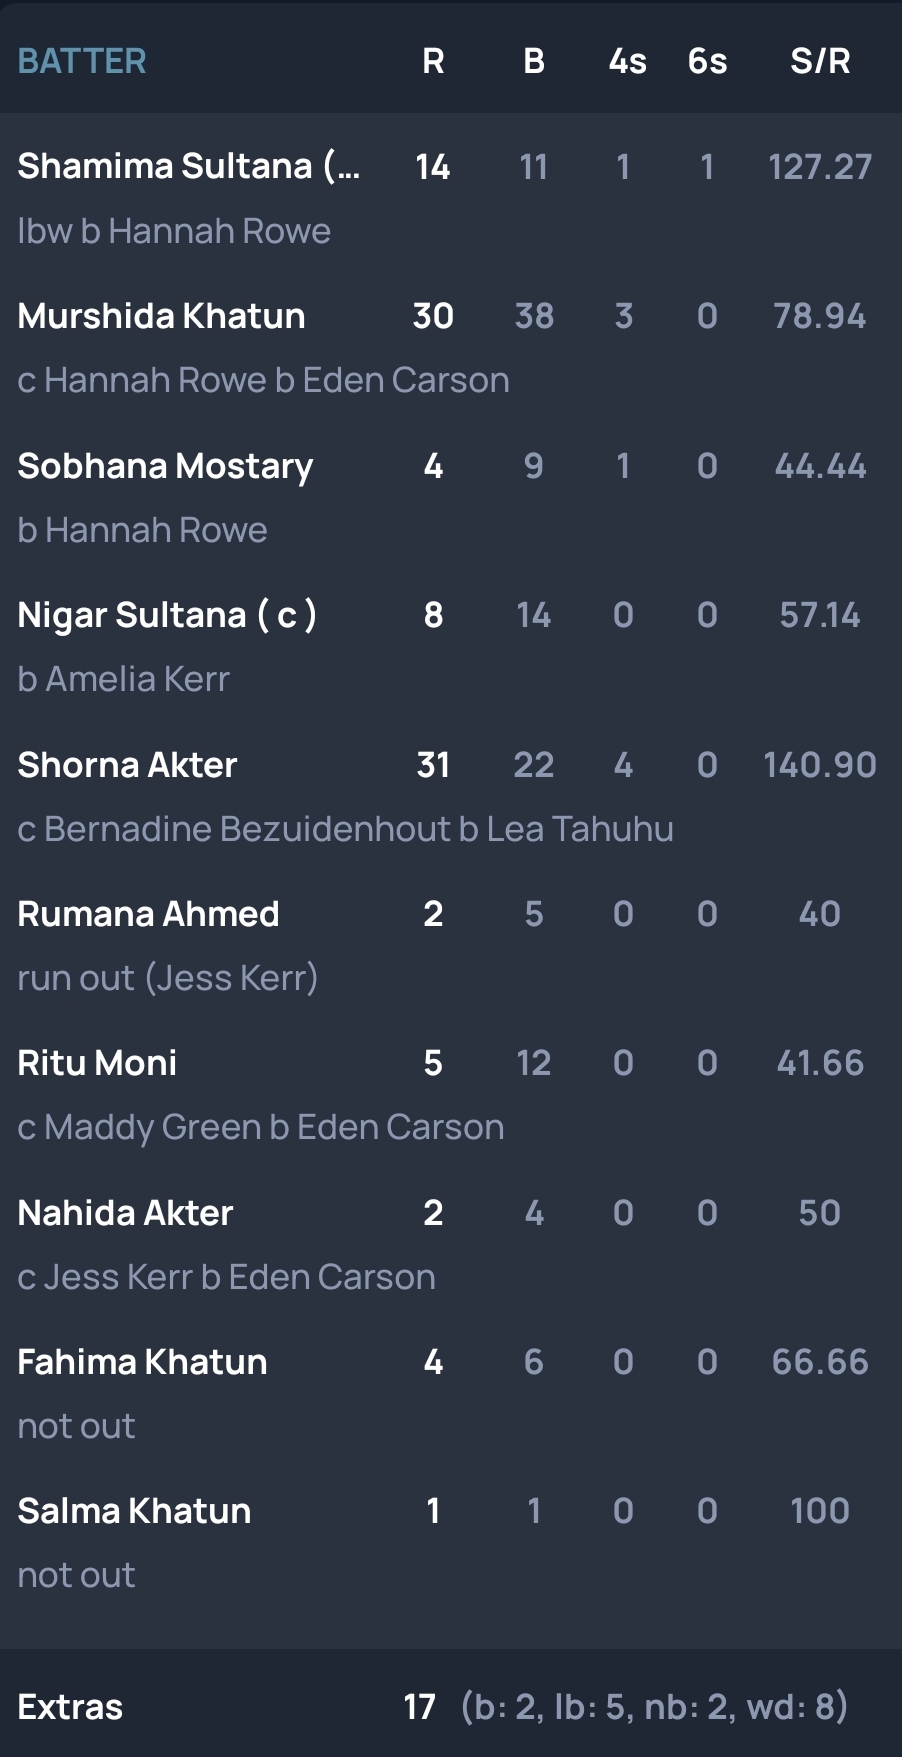 BATTER R B 4s 6s S/R
Shamima Sultana (... 14 11 1 1 127.27
lbw b Hannah Rowe
Murshida Khatun 30 38 3 0 78.94
c Hannah Rowe b Eden Carson
Sobhana Mostary 4 9 1 0 44.44
b Hannah Rowe
Nigar Sultana ( c ) 8 14 0 0 57.14
b Amelia Kerr
Shorna Akter 31 22 4 0 140.90
c Bernadine Bezuidenhout b Lea Tahuhu
Rumana Ahmed 2 5 0 0 40
run out (Jess Kerr)
Ritu Moni 5 12 0 0 41.66
c Maddy Green b Eden Carson
Nahida Akter 2 4 0 0 50
c Jess Kerr b Eden Carson
Fahima Khatun 4 6 0 0 66.66
not out
Salma Khatun 1 1 0 0 100
not out
Extras 17 (b: 2, lb: 5, nb: 2, wd: 8)